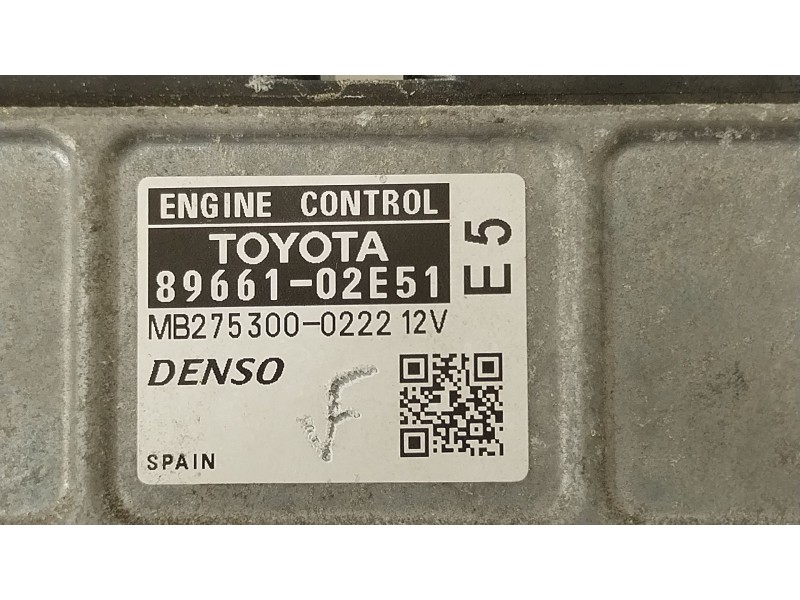 ENGINE CONTROL
TOYOTA
89661-02E51
E5
MB275300-0222 12V
DENSO
F
SPAIN